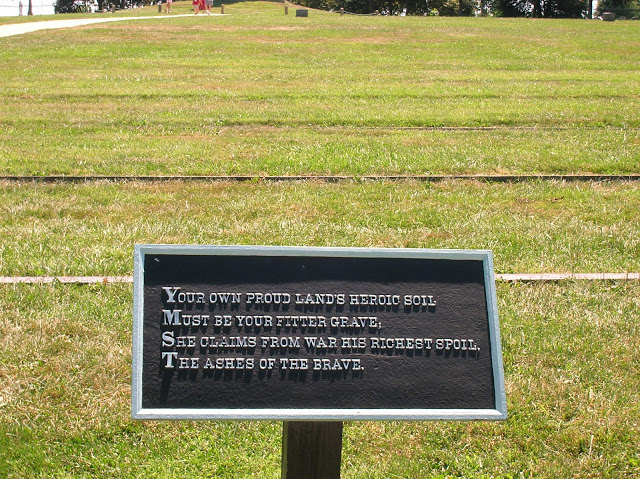 YOUR OWN PROUD LAND'S HEROIC SOIL
MUST BE YOUR FITTER GRAVE;
SHE CLAIMS FROM WAR HIS RICHEST SPOIL,
THE ASHES OF THE BRAVE.